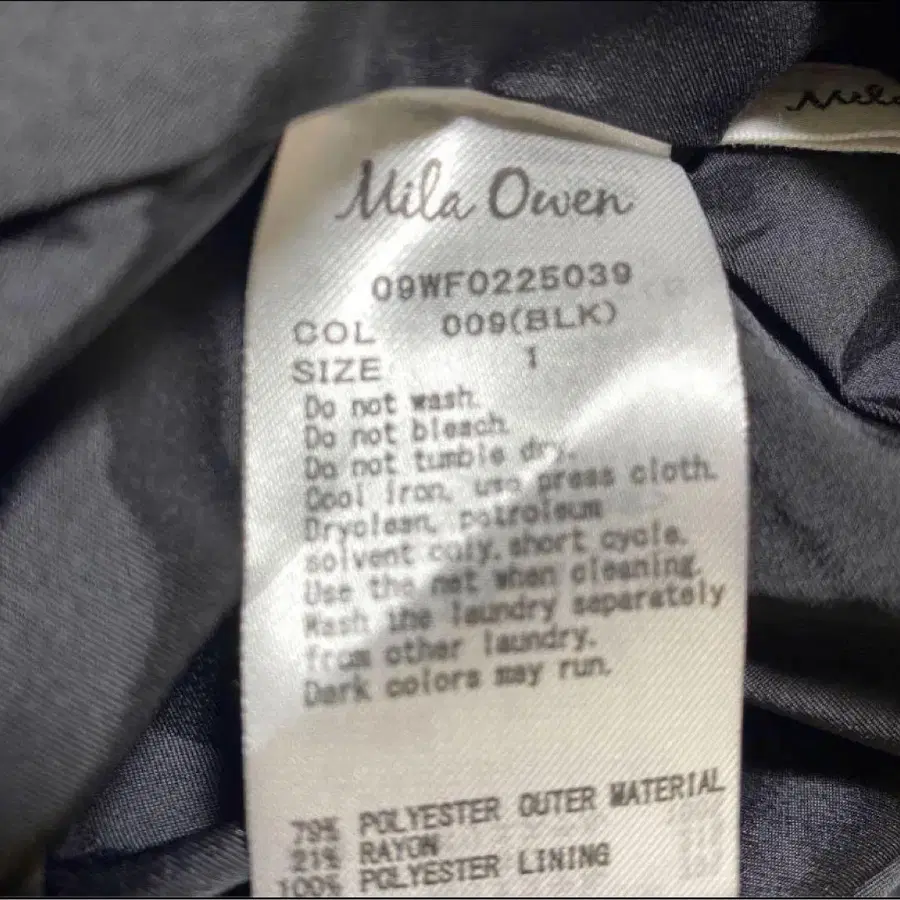 Mila Owen
09WF0225039
COL 009(BLK)
SIZE 1
Do not wash.
Do not bleach.
Do not tumble dry.
Cool iron, use press cloth.
Dryclean, petroleum
solvent only, short cycle.
Use the net when cleaning.
Wash the laundry separately
from other laundry.
Dark colors may run.
79% POLYESTER OUTER MATERIAL
21% RAYON
100% POLYESTER LINING